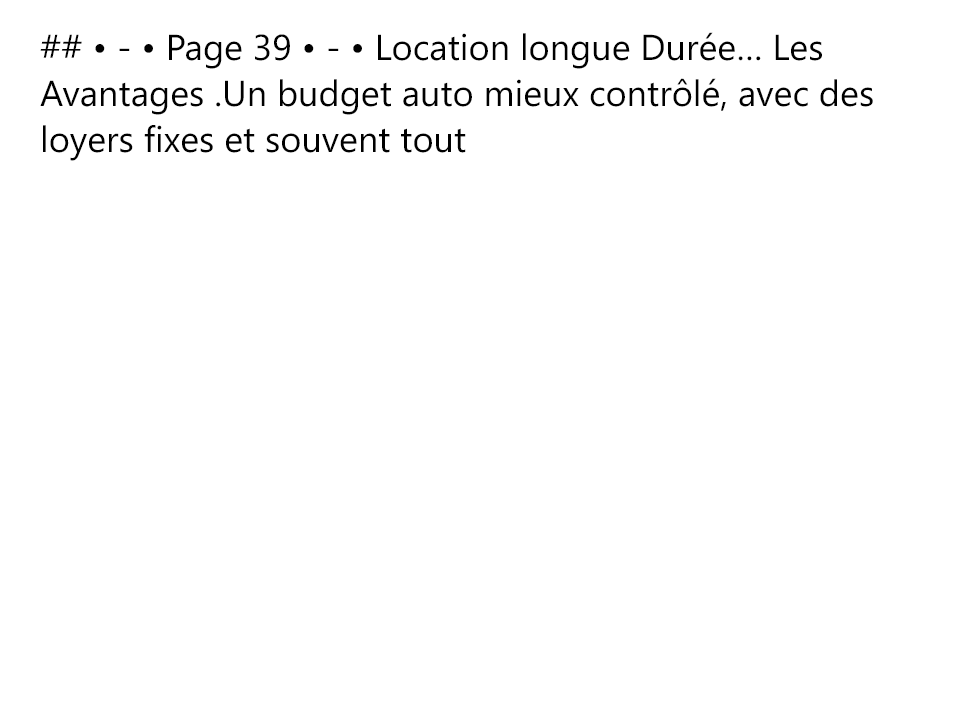 ## • - • Page 39 • - • Location longue Durée... Les
Avantages .Un budget auto mieux contrôlé, avec des
loyers fixes et souvent tout